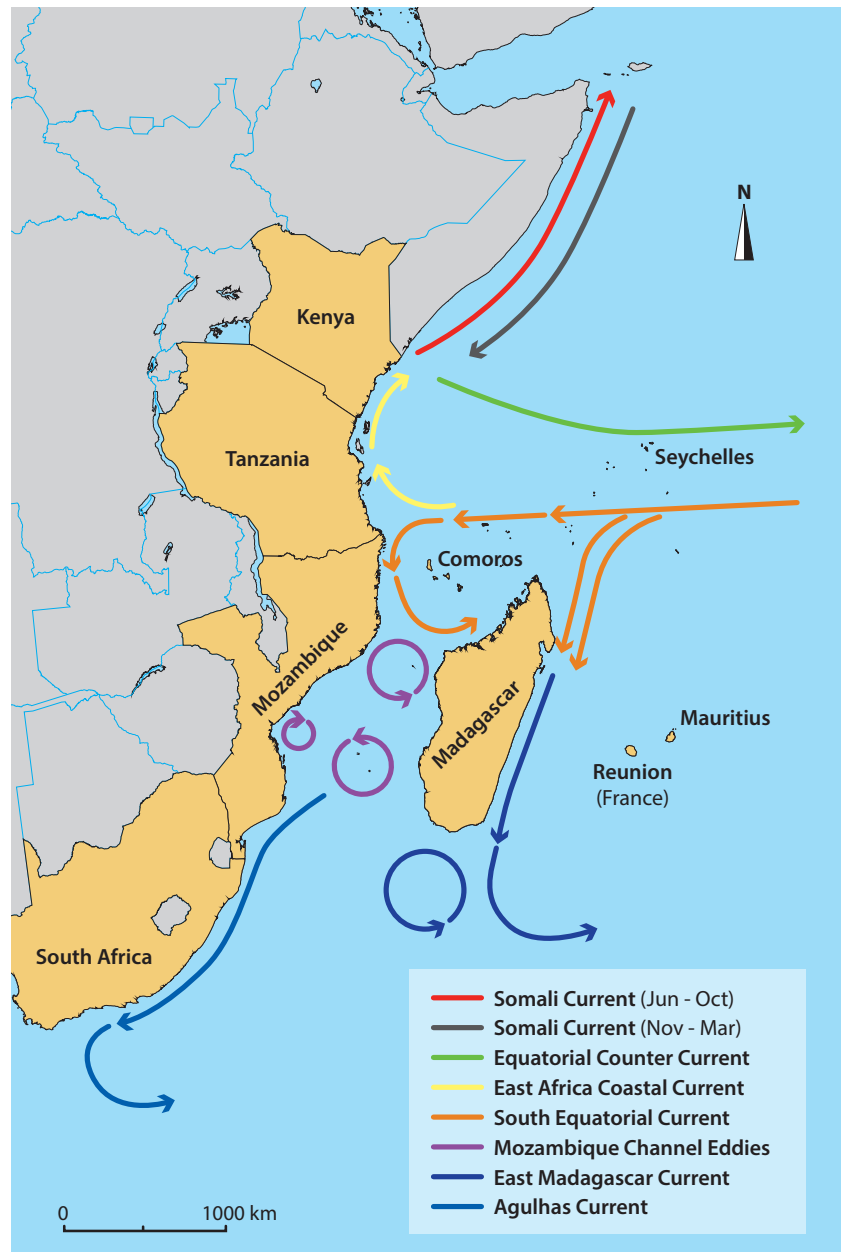 N
Kenya
Tanzania
Seychelles
Comoros
Mozambique
Madagascar
Mauritius
Reunion
(France)
South Africa
Somali Current (Jun - Oct)
Somali Current (Nov - Mar)
Equatorial Counter Current
East Africa Coastal Current
South Equatorial Current
Mozambique Channel Eddies
East Madagascar Current
Agulhas Current
0 1000 km